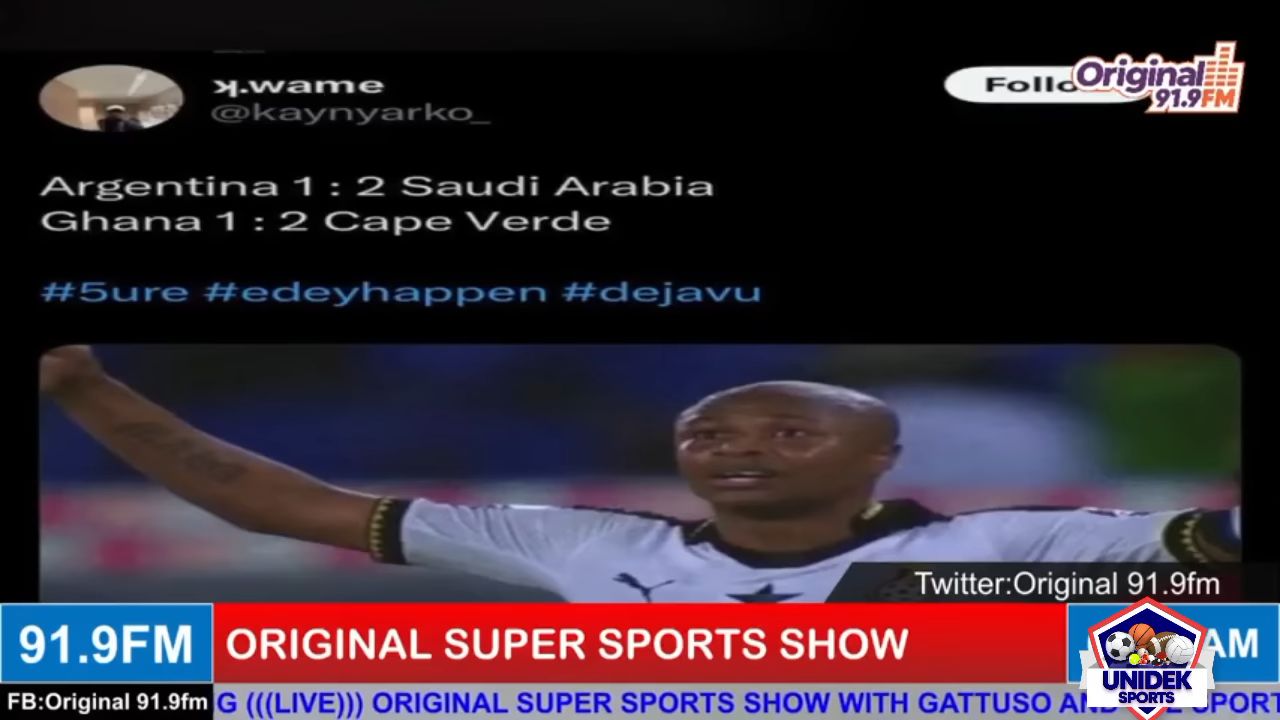 ʞ.wame
@kaynyarko_
Follo
Original
91.9FM
Argentina 1 : 2 Saudi Arabia
Ghana 1 : 2 Cape Verde
#5ure #edeyhappen #dejavu
Twitter:Original 91.9fm
91.9FM
ORIGINAL SUPER SPORTS SHOW
AM
UNIDEK
SPORTS
FB:Original 91.9fm
G (((LIVE))) ORIGINAL SUPER SPORTS SHOW WITH GATTUSO AN SPORT